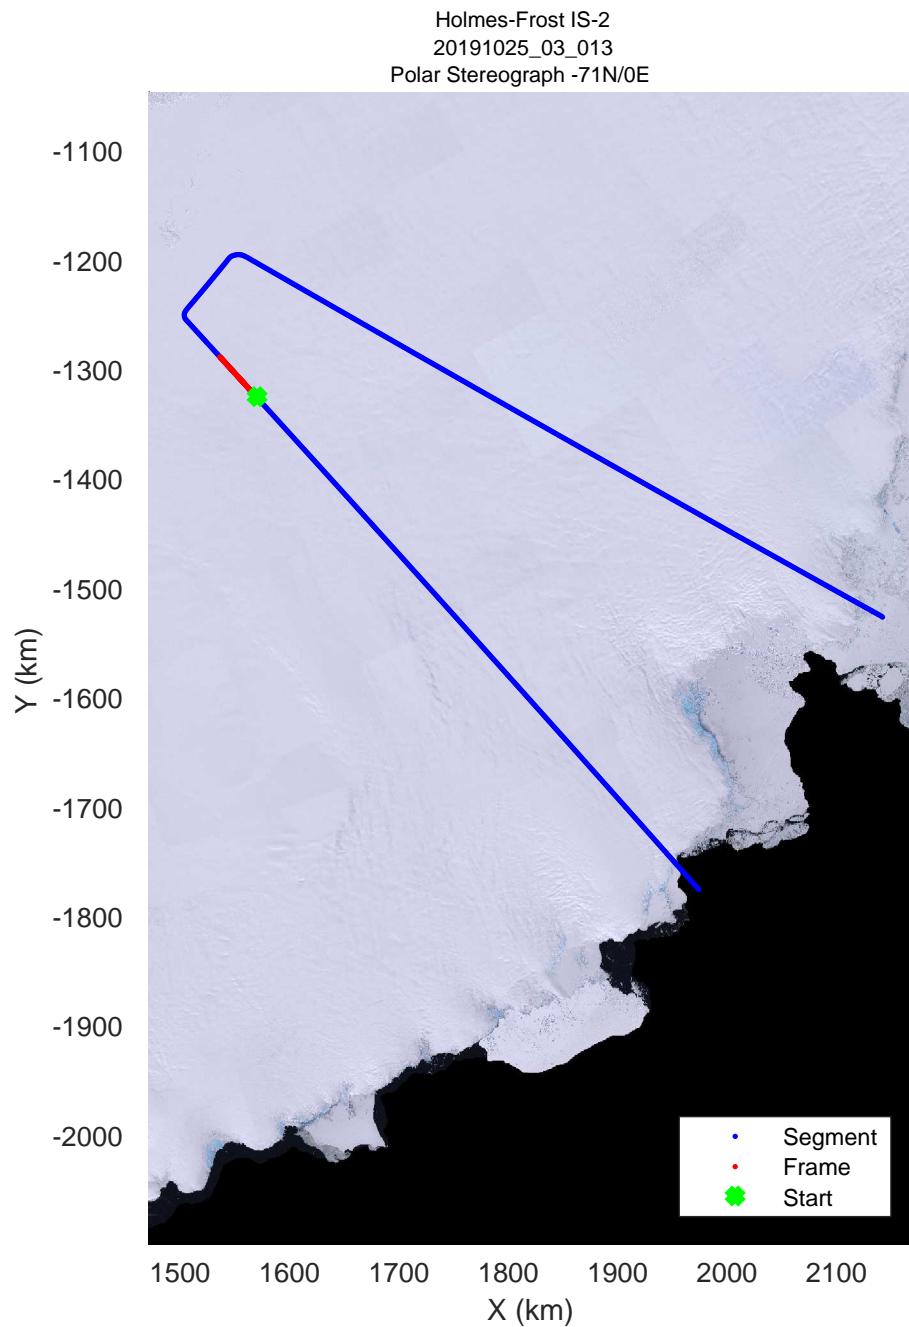 Holmes-Frost IS-2
20191025_03_013
Polar Stereograph -71N/0E
-1100
-1200
-1300
-1400
-1500
-1600
-1700
-1800
-1900
-2000
Y (km)
Segment
Frame
Start
1500 1600 1700 1800 1900 2000 2100
X (km)